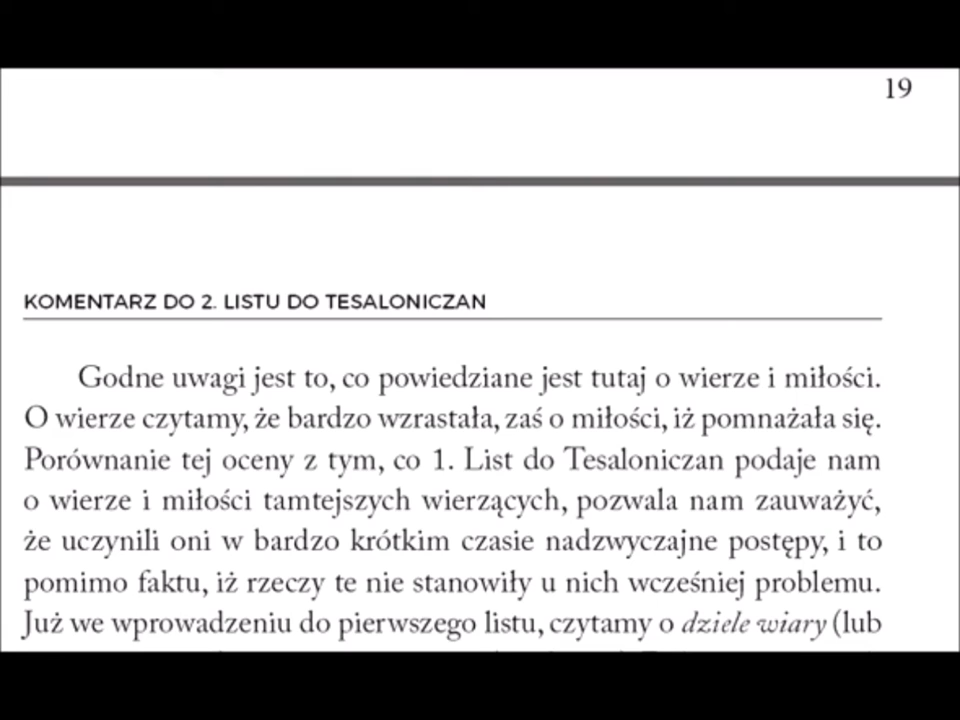 19
KOMENTARZ DO 2. LISTU DO TESALONICZAN
Godne uwagi jest to, co powiedziane jest tutaj o wierze i miłości.
O wierze czytamy, że bardzo wzrastała, zaś o miłości, iż pomnażała się.
Porównanie tej oceny z tym, co 1. List do Tesaloniczan podaje nam
o wierze i miłości tamtejszych wierzących, pozwala nam zauważyć,
że uczynili oni w bardzo krótkim czasie nadzwyczajne postępy, i to
pomimo faktu, iż rzeczy te nie stanowiły u nich wcześniej problemu.
Już we wprowadzeniu do pierwszego listu, czytamy o dziele wiary (lub